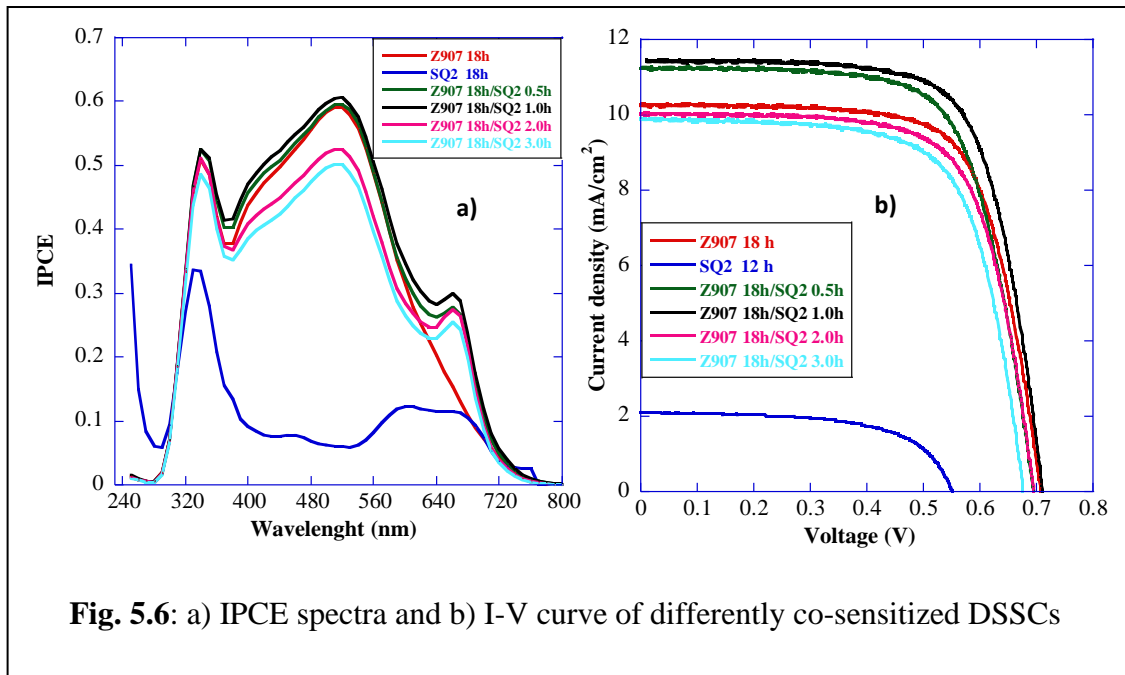 0.7
0.6
0.5
0.4
0.3
0.2
0.1
0
IPCE
240 320 400 480 560 640 720 800
Wavelenght (nm)
Z907 18h
SQ2 18h
Z907 18h/SQ2 0.5h
Z907 18h/SQ2 1.0h
Z907 18h/SQ2 2.0h
Z907 18h/SQ2 3.0h
a)
12
10
8
6
4
2
0
Current density (mA/cm²)
0 0.1 0.2 0.3 0.4 0.5 0.6 0.7 0.8
Voltage (V)
b)
Z907 18 h
SQ2 12 h
Z907 18h/SQ2 0.5h
Z907 18h/SQ2 1.0h
Z907 18h/SQ2 2.0h
Z907 18h/SQ2 3.0h
Fig. 5.6: a) IPCE spectra and b) I-V curve of differently co-sensitized DSSCs